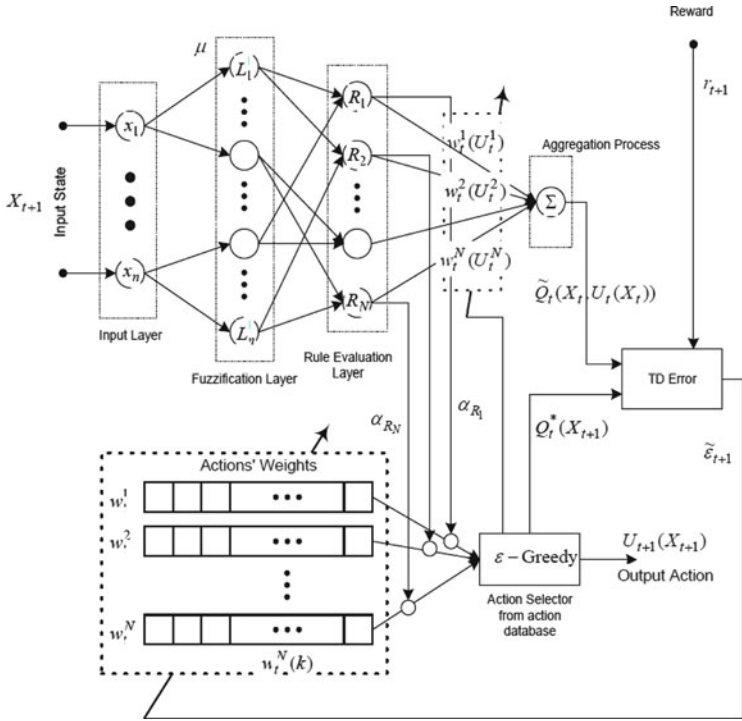 Reward
r_{t+1}
μ
L_1
x_1
R_1
w_t^1(U_t^1)
Aggregation Process
R_2
w_t^2(U_t^2)
X_{t+1}
Input State
Σ
w_t^N(U_t^N)
x_n
R_N
Q̃_t(X_t, U_t(X_t))
Input Layer
L_n
Rule Evaluation
Layer
Fuzzification Layer
TD Error
α_{R_N}
α_{R_1}
Q_t^*(X_{t+1})
ε̃_{t+1}
Actions' Weights
w_t^1
w_t^2
ε – Greedy
U_{t+1}(X_{t+1})
Output Action
Action Selector
from action
database
w_t^N
w_t^N(k)